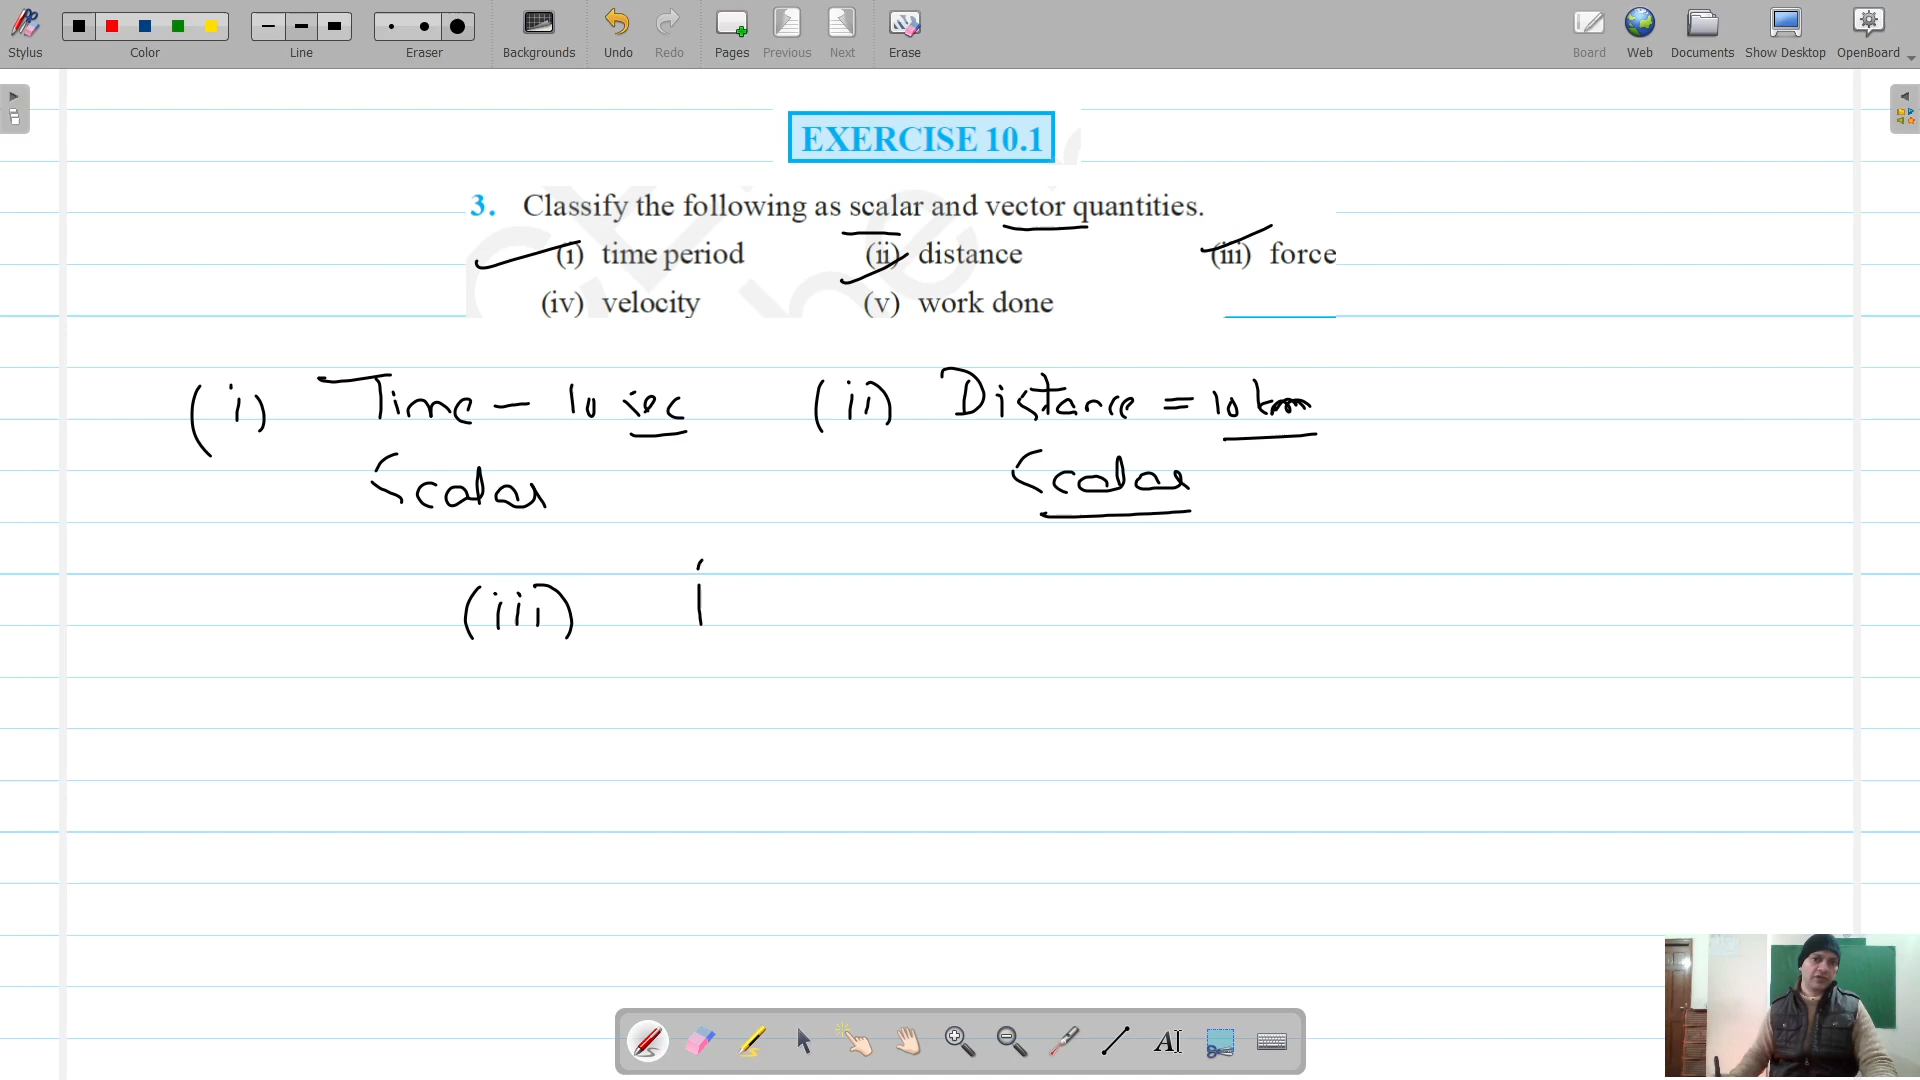 Stylus Color Line Eraser Backgrounds Undo Redo Pages Previous Next Erase Board Web Documents Show Desktop OpenBoard
EXERCISE 10.1
3. Classify the following as scalar and vector quantities.
(i) time period (ii) distance (iii) force
(iv) velocity (v) work done
(i) Time - 10 sec (ii) Distance = 10 km
Scalar Scalar
(iii)